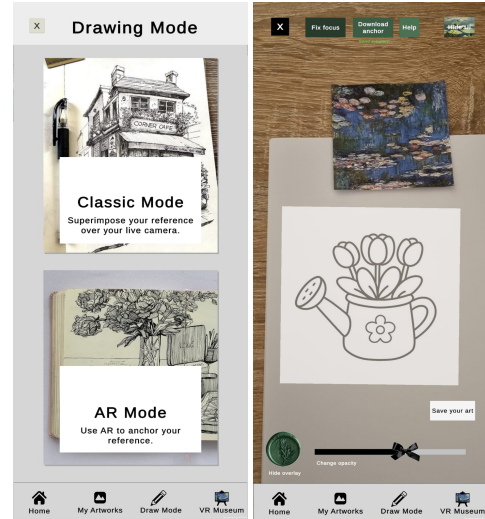 X
Drawing Mode
CORNER CAFE
Classic Mode
Superimpose your reference
over your live camera.
AR Mode
Use AR to anchor your
reference.
Home
My Artworks
Draw Mode
VR Museum
X
Fix focus
Download
anchor
Help
Hide UI
Save your art
Hide overlay
Change opacity
Home
My Artworks
Draw Mode
VR Museum